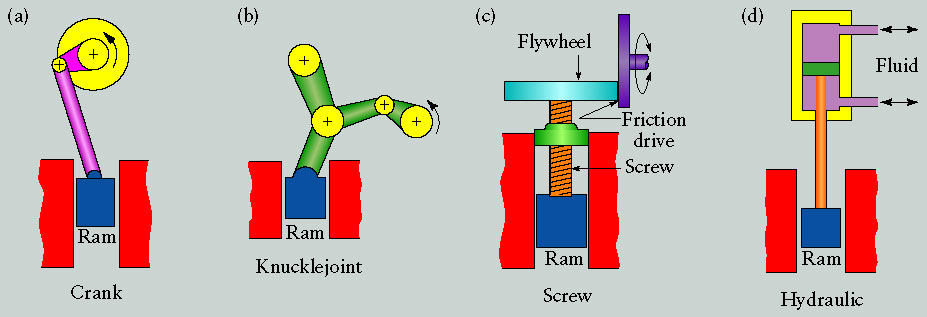 (a)
Ram
Crank
(b)
Ram
Knucklejoint
(c)
Flywheel
Friction
drive
Screw
Ram
Screw
(d)
Fluid
Ram
Hydraulic